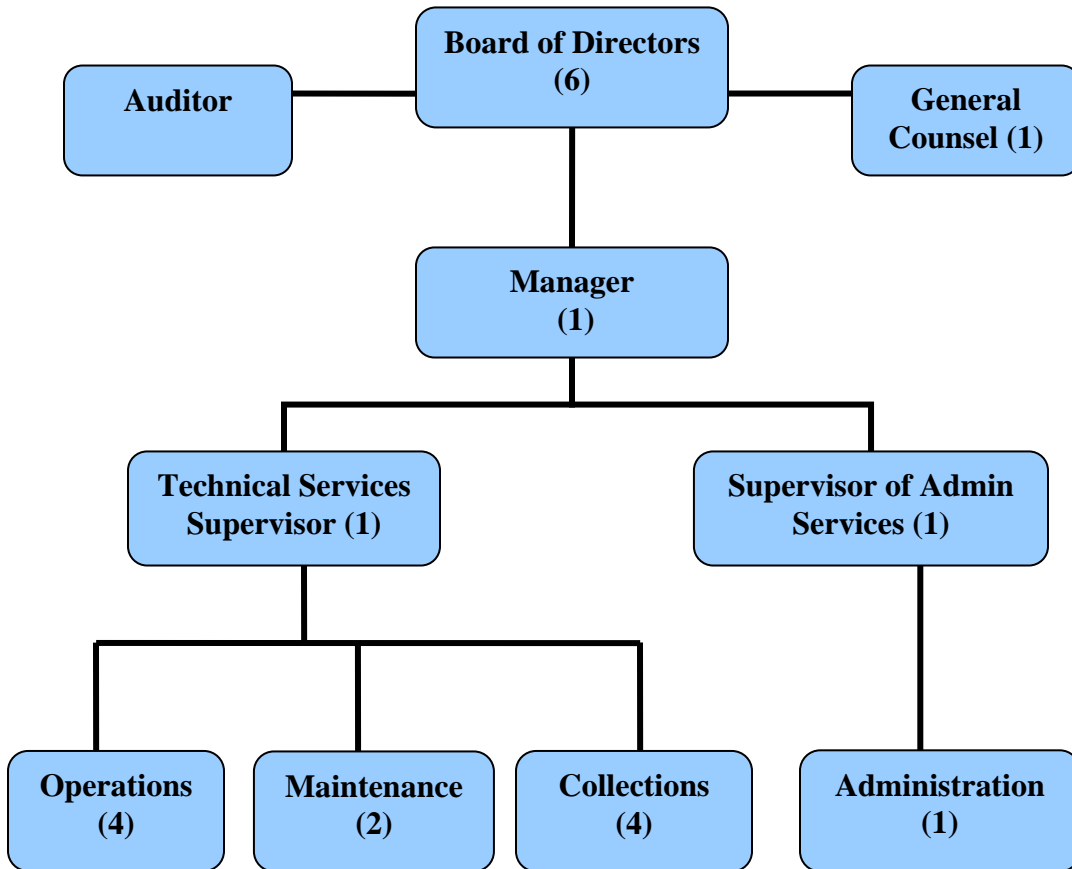 Board of Directors
(6)
Auditor
General
Counsel (1)
Manager
(1)
Technical Services
Supervisor (1)
Supervisor of Admin
Services (1)
Operations
(4)
Maintenance
(2)
Collections
(4)
Administration
(1)